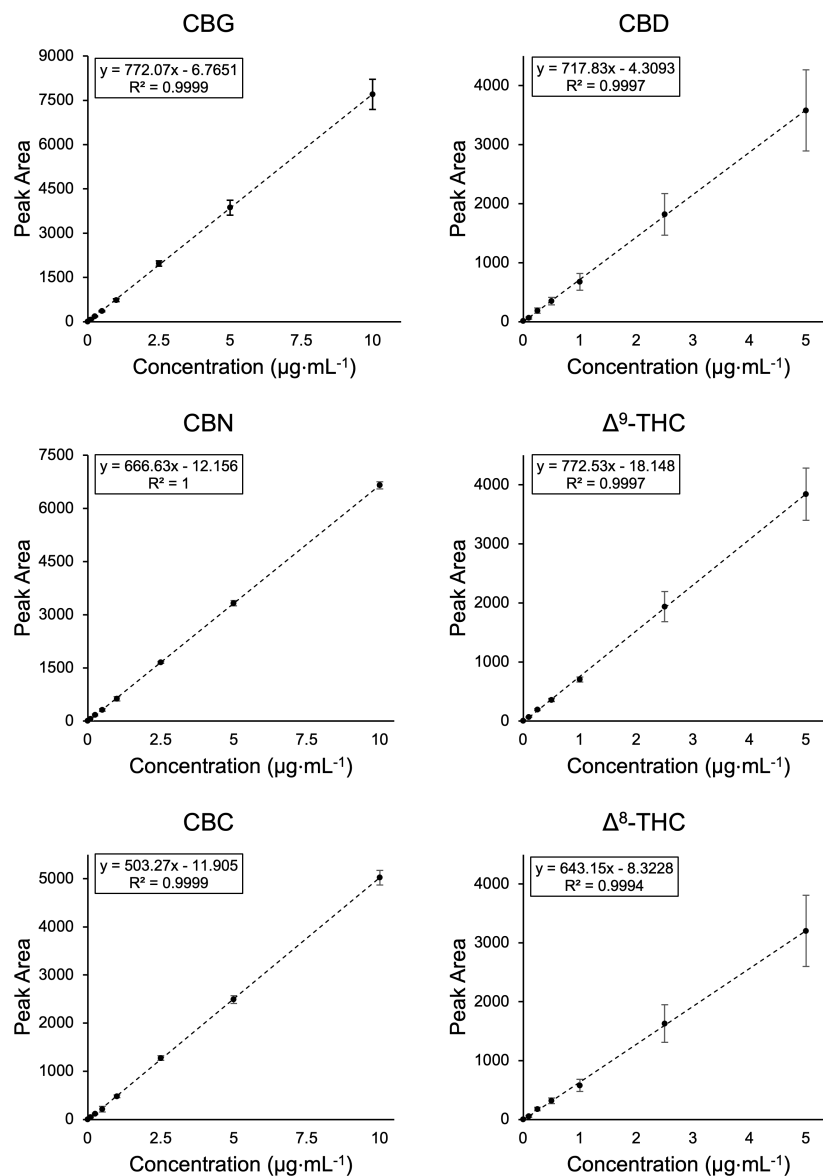 CBG
y = 772.07x - 6.7651
R² = 0.9999
9000
7500
6000
4500
3000
1500
0
Peak Area
0 2.5 5 7.5 10
Concentration (µg·mL⁻¹)
CBD
y = 717.83x - 4.3093
R² = 0.9997
4000
3000
2000
1000
0
Peak Area
0 1 2 3 4 5
Concentration (µg·mL⁻¹)
CBN
y = 666.63x - 12.156
R² = 1
7500
6000
4500
3000
1500
0
Peak Area
0 2.5 5 7.5 10
Concentration (µg·mL⁻¹)
Δ⁹-THC
y = 772.53x - 18.148
R² = 0.9997
4000
3000
2000
1000
0
Peak Area
0 1 2 3 4 5
Concentration (µg·mL⁻¹)
CBC
y = 503.27x - 11.905
R² = 0.9999
5000
4000
3000
2000
1000
0
Peak Area
0 2.5 5 7.5 10
Concentration (µg·mL⁻¹)
Δ⁸-THC
y = 643.15x - 8.3228
R² = 0.9994
4000
3000
2000
1000
0
Peak Area
0 1 2 3 4 5
Concentration (µg·mL⁻¹)